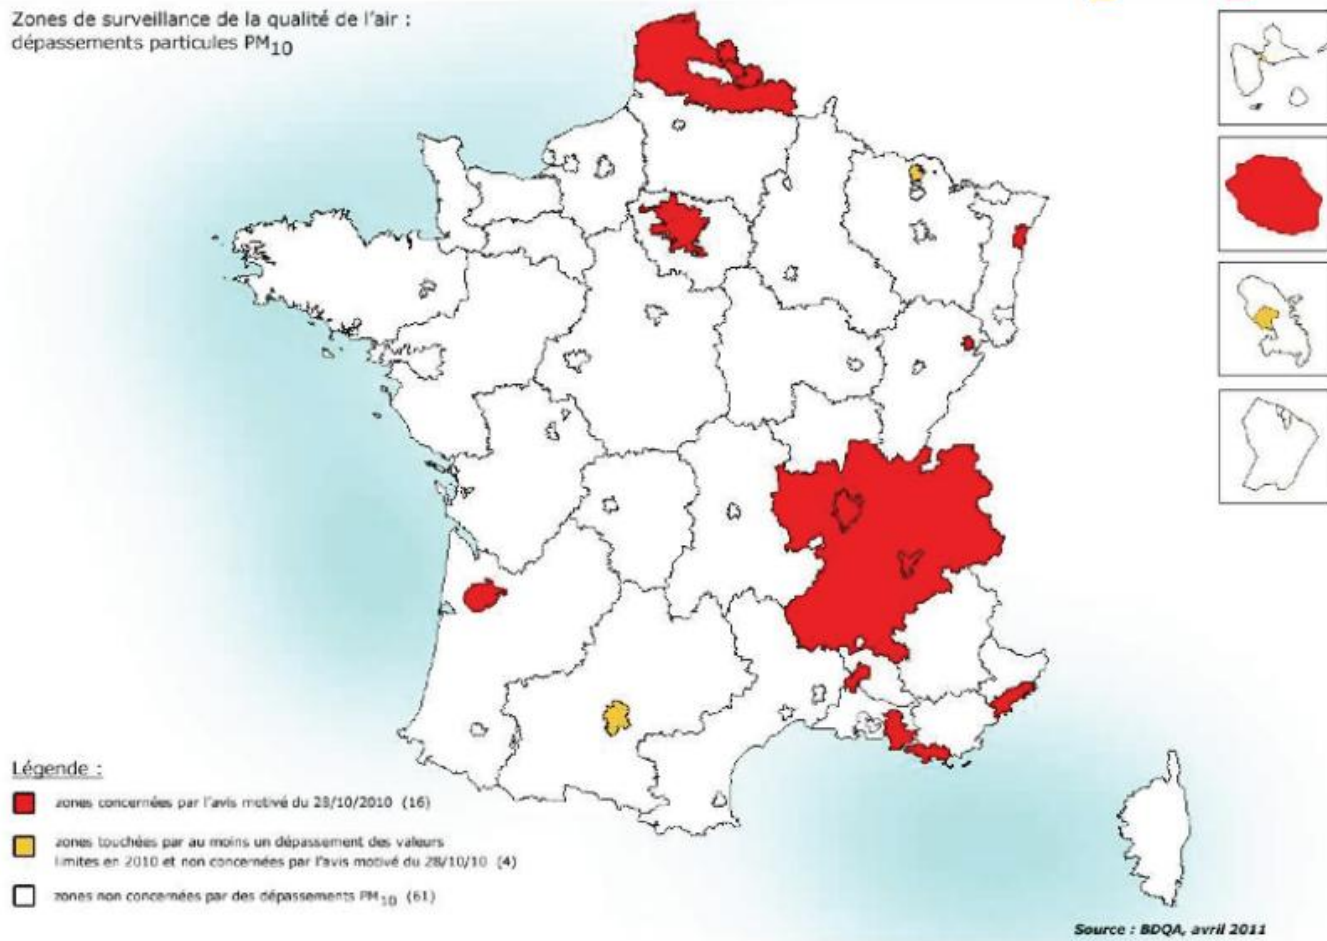 Zones de surveillance de la qualité de l'air :
dépassements particules PM10
Légende :
zones concernées par l'avis motivé du 28/10/2010 (16)
zones touchées par au moins un dépassement des valeurs
limites en 2010 et non concernées par l'avis motivé du 28/10/10 (4)
zones non concernées par des dépassements PM10 (61)
Source : BDQA, avril 2011